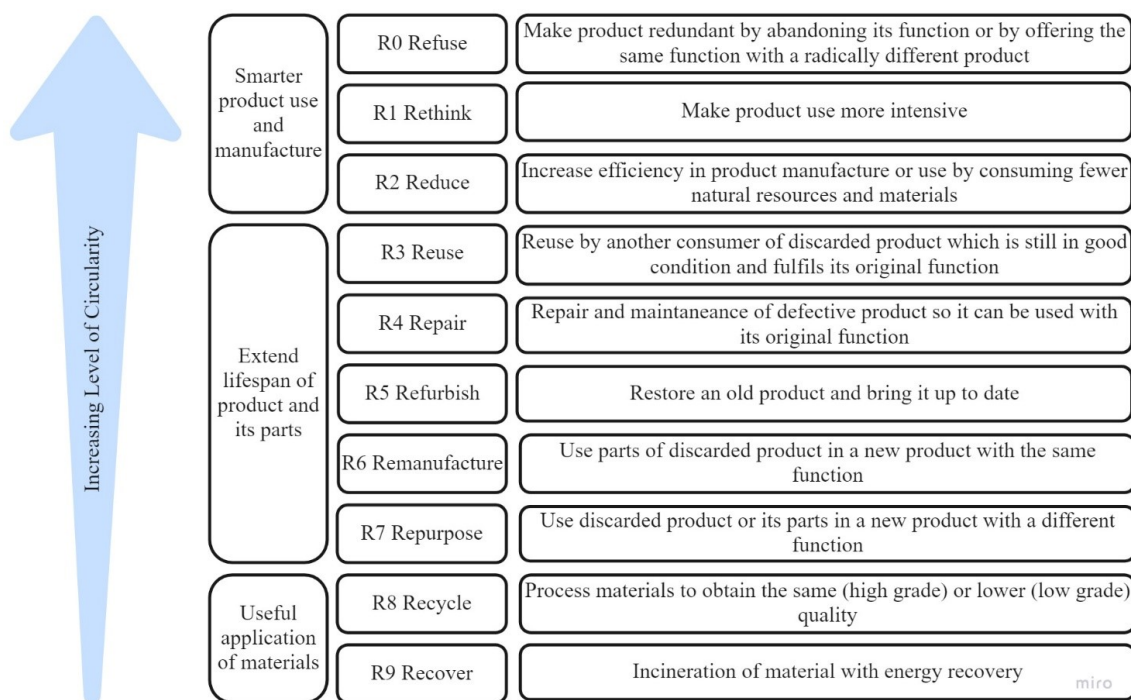 Increasing Level of Circularity
Smarter
product use
and
manufacture
R0 Refuse
Make product redundant by abandoning its function or by offering the
same function with a radically different product
R1 Rethink
Make product use more intensive
R2 Reduce
Increase efficiency in product manufacture or use by consuming fewer
natural resources and materials
Extend
lifespan of
product and
its parts
R3 Reuse
Reuse by another consumer of discarded product which is still in good
condition and fulfils its original function
R4 Repair
Repair and maintaneance of defective product so it can be used with
its original function
R5 Refurbish
Restore an old product and bring it up to date
R6 Remanufacture
Use parts of discarded product in a new product with the same
function
R7 Repurpose
Use discarded product or its parts in a new product with a different
function
Useful
application
of materials
R8 Recycle
Process materials to obtain the same (high grade) or lower (low grade)
quality
R9 Recover
Incineration of material with energy recovery
miro